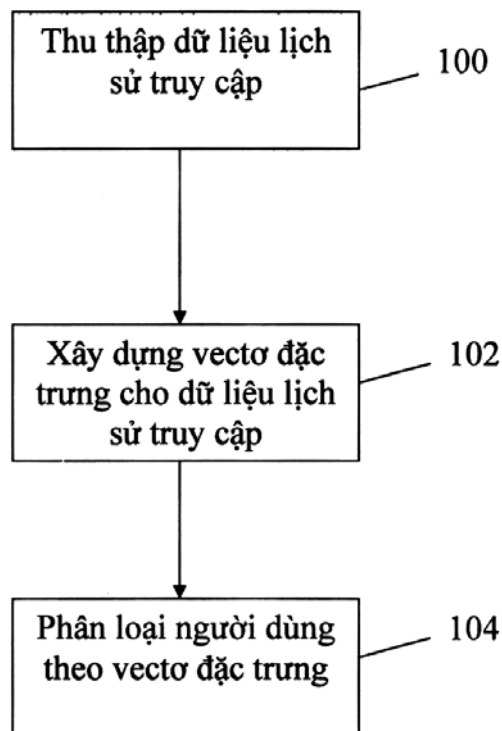 Thu thập dữ liệu lịch
sử truy cập
100
Xây dựng vectơ đặc
trưng cho dữ liệu lịch
sử truy cập
102
Phân loại người dùng
theo vectơ đặc trưng
104